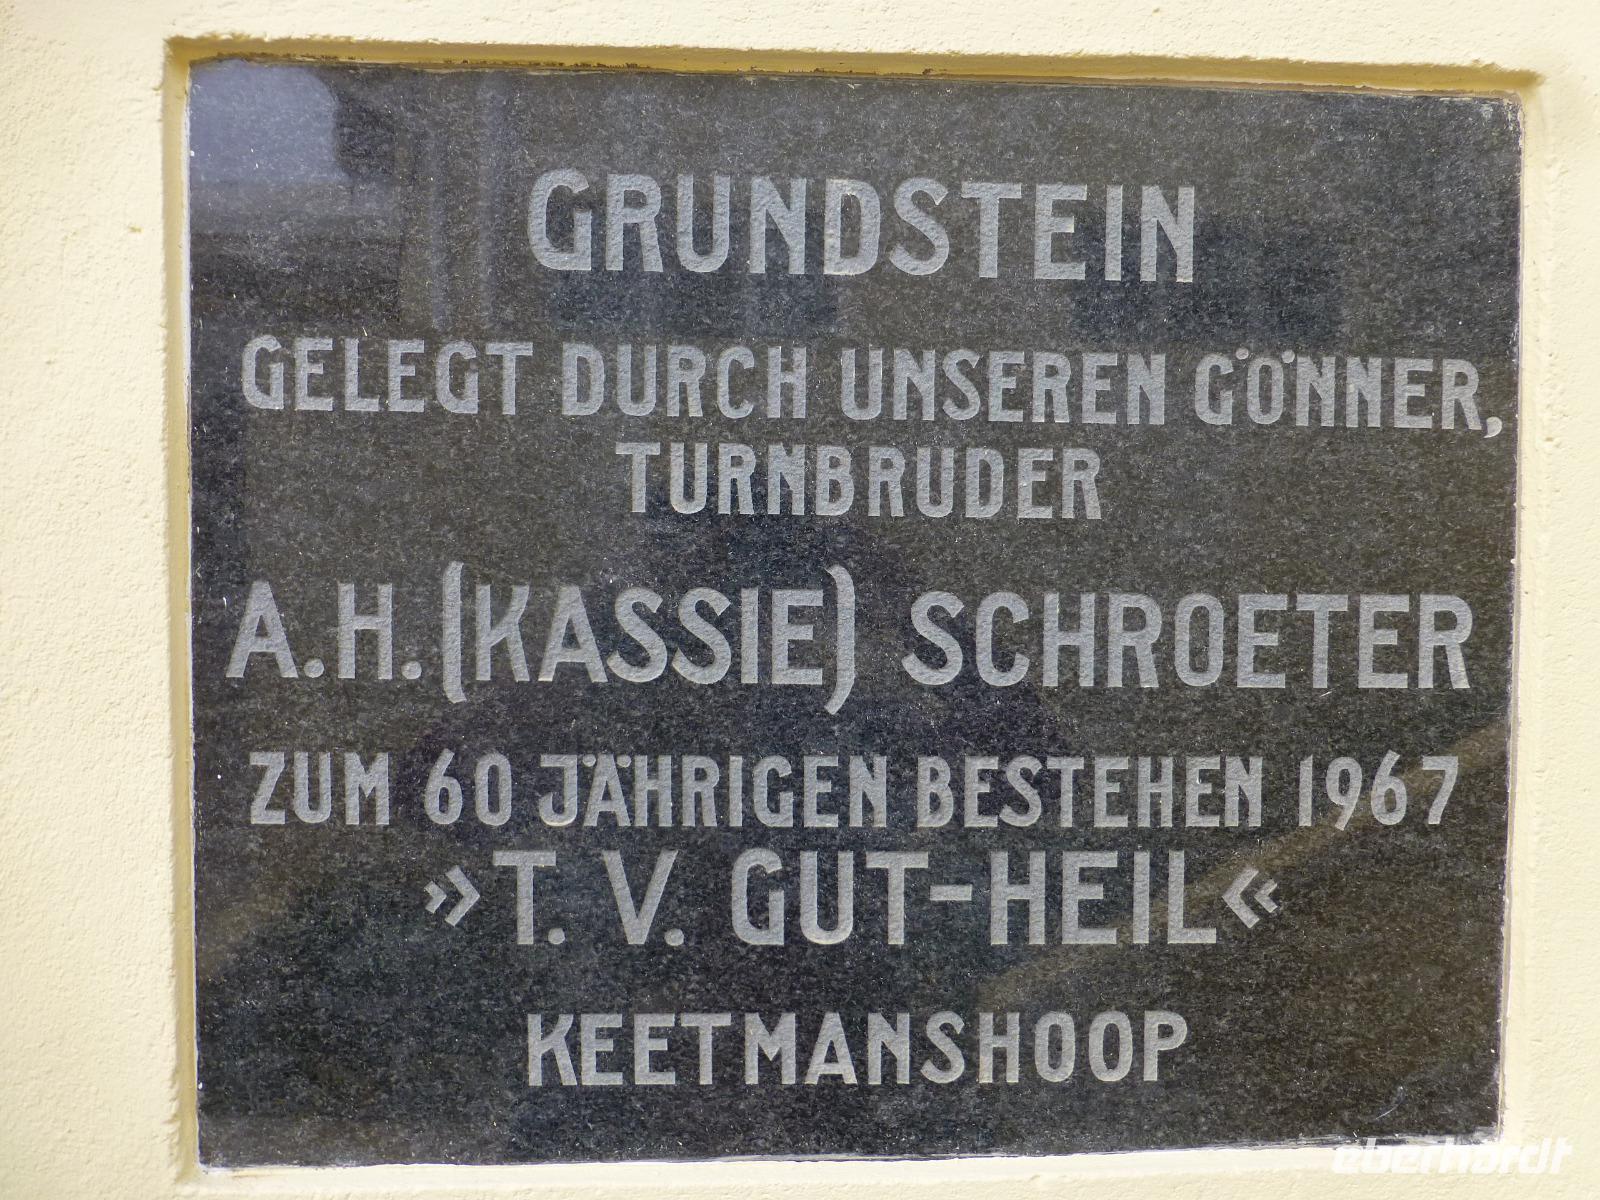 GRUNDSTEIN
GELEGT DURCH UNSEREN GÖNNER,
TURNBRUDER
A.H.(KASSIE) SCHROETER
ZUM 60 JÄHRIGEN BESTEHEN 1967
»T. V. GUT-HEIL«
KEETMANSHOOP
eberhardt